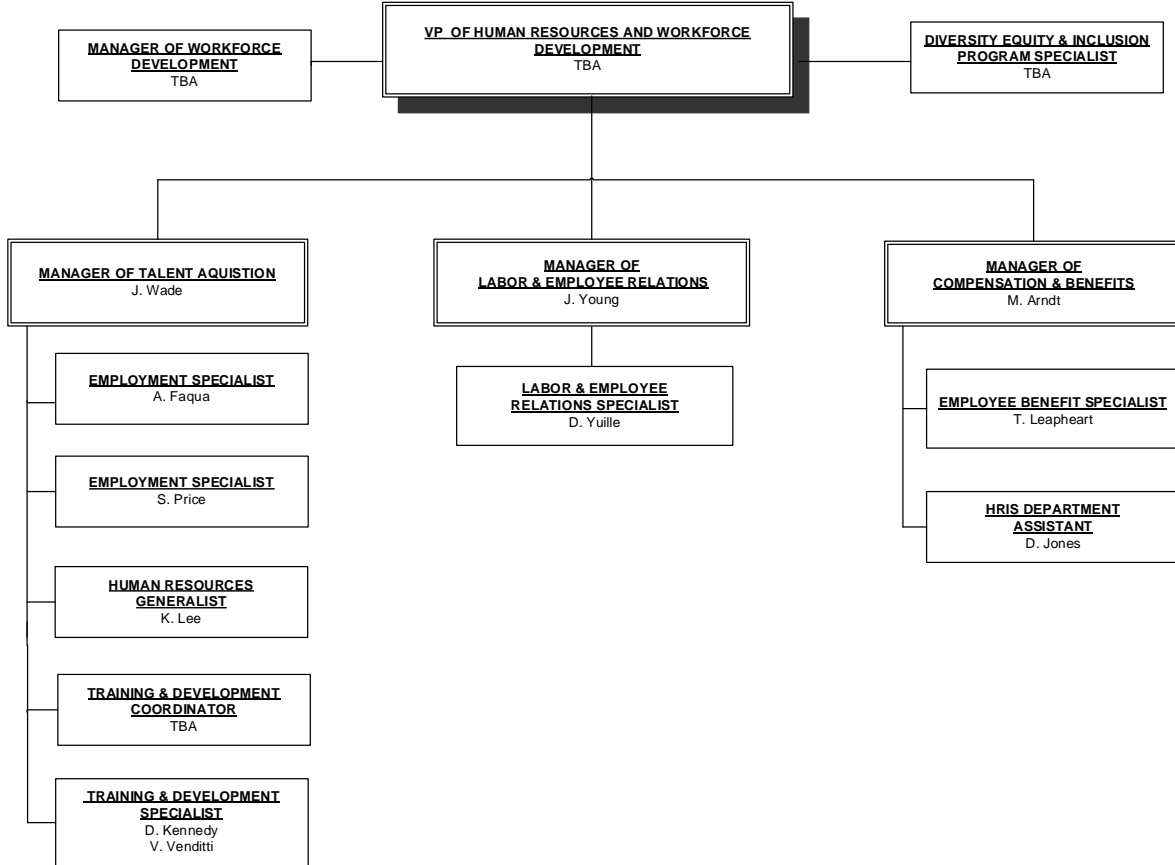 VP OF HUMAN RESOURCES AND WORKFORCE
DEVELOPMENT
TBA
MANAGER OF WORKFORCE
DEVELOPMENT
TBA
DIVERSITY EQUITY & INCLUSION
PROGRAM SPECIALIST
TBA
MANAGER OF TALENT AQUISTION
J. Wade
EMPLOYMENT SPECIALIST
A. Faqua
EMPLOYMENT SPECIALIST
S. Price
HUMAN RESOURCES
GENERALIST
K. Lee
TRAINING & DEVELOPMENT
COORDINATOR
TBA
TRAINING & DEVELOPMENT
SPECIALIST
D. Kennedy
V. Venditti
MANAGER OF
LABOR & EMPLOYEE RELATIONS
J. Young
LABOR & EMPLOYEE
RELATIONS SPECIALIST
D. Yuille
MANAGER OF
COMPENSATION & BENEFITS
M. Arndt
EMPLOYEE BENEFIT SPECIALIST
T. Leapheart
HRIS DEPARTMENT
ASSISTANT
D. Jones